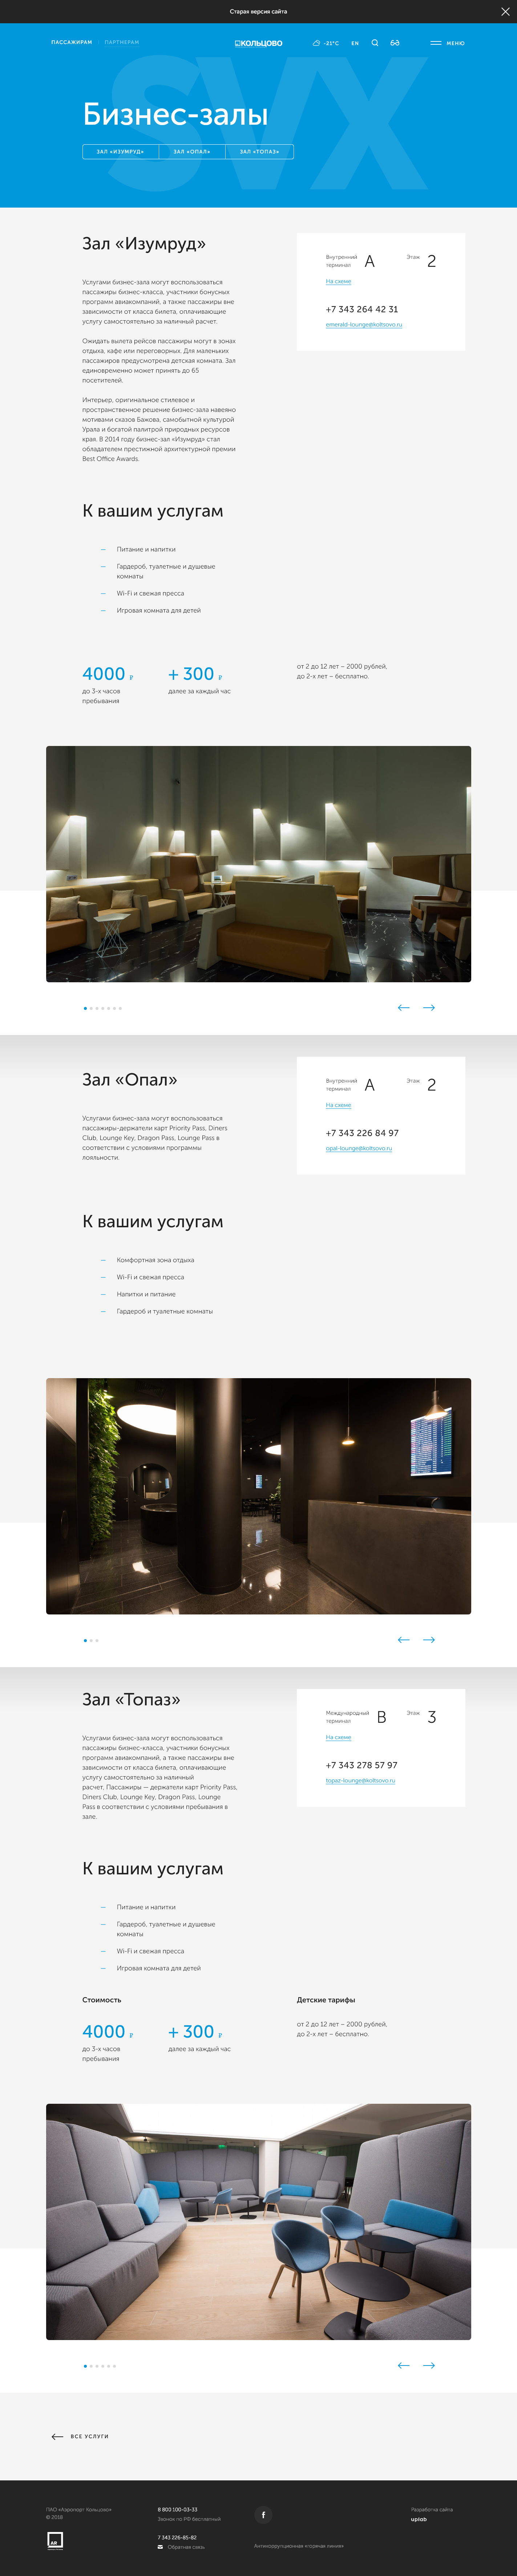 Старая версия сайта
ПАССАЖИРАМ / ПАРТНЕРАМ
КОЛЬЦОВО
-21°C
EN
МЕНЮ
SVX
Бизнес-залы
ЗАЛ «ИЗУМРУД»
ЗАЛ «ОПАЛ»
ЗАЛ «ТОПАЗ»
Зал «Изумруд»
Услугами бизнес-зала могут воспользоваться
пассажиры бизнес-класса, участники бонусных
программ авиакомпаний, а также пассажиры вне
зависимости от класса билета, оплачивающие
услугу самостоятельно за наличный расчет.
Ожидать вылета рейсов пассажиры могут в зонах
отдыха, кафе или переговорных. Для маленьких
пассажиров предусмотрена детская комната. Зал
единовременно может принять до 65
посетителей.
Интерьер, оригинальное стилевое и
пространственное решение бизнес-зала навеяно
мотивами сказов Бажова, самобытной культурой
Урала и богатой палитрой природных ресурсов
края. В 2014 году бизнес-зал «Изумруд» стал
обладателем престижной архитектурной премии
Best Office Awards.
Внутренний
терминал
A
Этаж
2
На схеме
+7 343 264 42 31
emerald-lounge@koltsovo.ru
К вашим услугам
— Питание и напитки
— Гардероб, туалетные и душевые
комнаты
— Wi-Fi и свежая пресса
— Игровая комната для детей
4000 ₽
до 3-х часов
пребывания
+ 300 ₽
далее за каждый час
от 2 до 12 лет – 2000 рублей,
до 2-х лет – бесплатно.
Зал «Опал»
Услугами бизнес-зала могут воспользоваться
пассажиры-держатели карт Priority Pass, Diners
Club, Lounge Key, Dragon Pass, Lounge Pass в
соответствии с условиями программы
лояльности.
Внутренний
терминал
A
Этаж
2
На схеме
+7 343 226 84 97
opal-lounge@koltsovo.ru
К вашим услугам
— Комфортная зона отдыха
— Wi-Fi и свежая пресса
— Напитки и питание
— Гардероб и туалетные комнаты
Зал «Топаз»
Услугами бизнес-зала могут воспользоваться
пассажиры бизнес-класса, участники бонусных
программ авиакомпаний, а также пассажиры вне
зависимости от класса билета, оплачивающие
услугу самостоятельно за наличный
расчет, Пассажиры — держатели карт Priority Pass,
Diners Club, Lounge Key, Dragon Pass, Lounge
Pass в соответствии с условиями пребывания в
зале.
Международный
терминал
B
Этаж
3
На схеме
+7 343 278 57 97
topaz-lounge@koltsovo.ru
К вашим услугам
— Питание и напитки
— Гардероб, туалетные и душевые
комнаты
— Wi-Fi и свежая пресса
— Игровая комната для детей
Стоимость
4000 ₽
до 3-х часов
пребывания
+ 300 ₽
далее за каждый час
Детские тарифы
от 2 до 12 лет – 2000 рублей,
до 2-х лет – бесплатно.
ВСЕ УСЛУГИ
ПАО «Аэропорт Кольцово»
© 2018
AR
8 800 100-03-33
Звонок по РФ бесплатный
7 343 226-85-82
Обратная связь
f
Антикоррупционная «горячая линия»
Разработка сайта
uplab